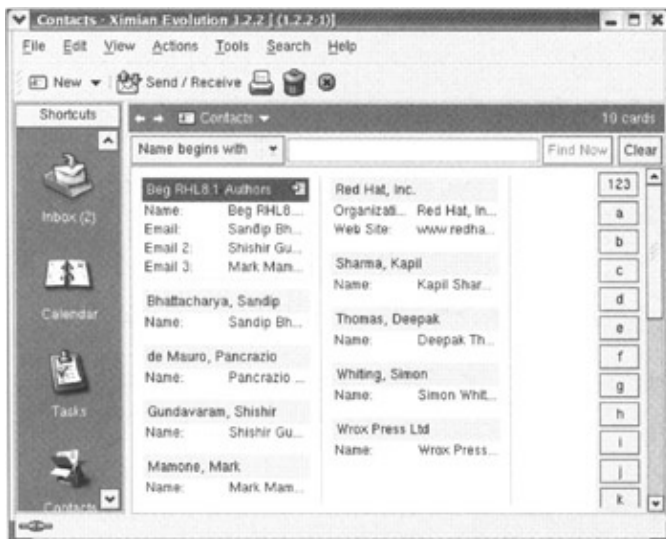 Contacts - Ximian Evolution 1.2.2 [ (1.2.2-1)]
File Edit View Actions Tools Search Help
New Send / Receive
Shortcuts
Contacts
10 cards
Name begins with
Find Now
Clear
Inbox (2)
Calendar
Tasks
Contacts
Beg RHL8.1 Authors
Name: Beg RHL8...
Email: Sandip Bh...
Email 2: Shishir Gu...
Email 3: Mark Mam...
Bhattacharya, Sandip
Name: Sandip Bh...
de Mauro, Pancrazio
Name: Pancrazio ...
Gundavaram, Shishir
Name: Shishir Gu...
Mamone, Mark
Name: Mark Mam...
Red Hat, Inc.
Organizati... Red Hat, In...
Web Site: www.redha...
Sharma, Kapil
Name: Kapil Shar...
Thomas, Deepak
Name: Deepak Th...
Whiting, Simon
Name: Simon Whit...
Wrox Press Ltd
Name: Wrox Press...
123
a
b
c
d
e
f
g
h
i
j
k